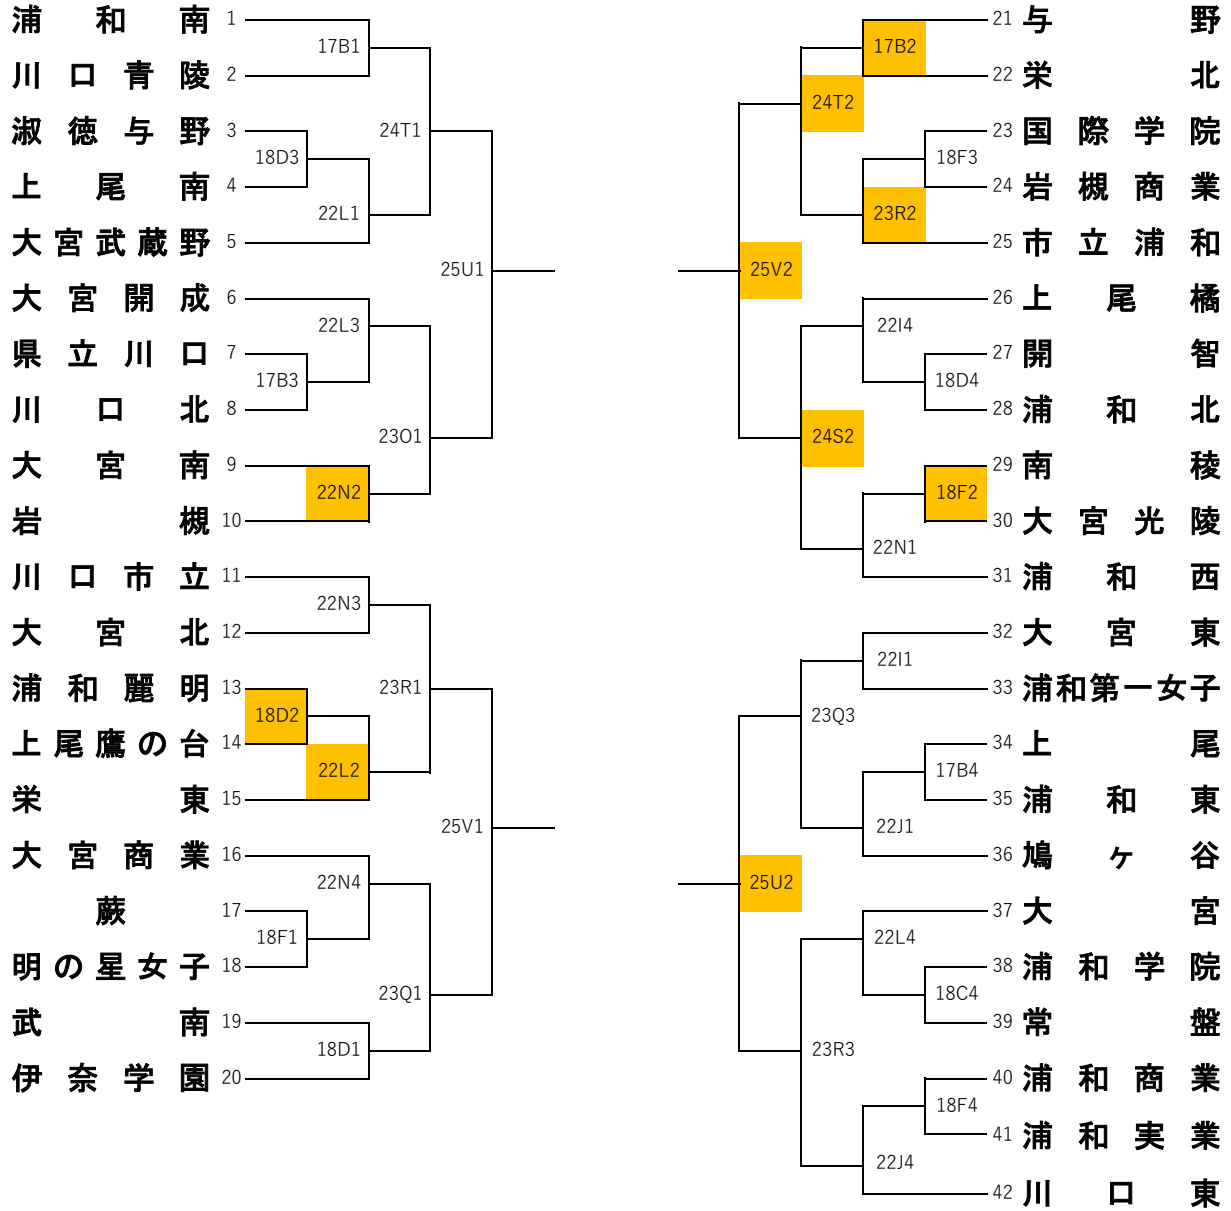 浦和南 1
17B1
川口青陵 2
淑徳与野 3
24T1
18D3
上尾南 4
22L1
大宮武蔵野 5
25U1
大宮開成 6
22L3
県立川口 7
17B3
川口北 8
23O1
大宮南 9
22N2
岩槻 10
川口市立 11
22N3
大宮北 12
浦和麗明 13
23R1
18D2
上尾鷹の台 14
22L2
栄東 15
25V1
大宮商業 16
22N4
蕨 17
18F1
明の星女子 18
23Q1
武南 19
18D1
伊奈学園 20
21 与野
17B2
22 栄北
24T2
23 国際学院
18F3
24 岩槻商業
23R2
25 市立浦和
25V2
26 上尾橘
22I4
27 開智
18D4
28 浦和北
24S2
29 南稜
18F2
30 大宮光陵
22N1
31 浦和西
32 大宮東
22I1
33 浦和第一女子
23Q3
34 上尾
17B4
35 浦和東
22J1
36 鳩ヶ谷
25U2
37 大宮
22L4
38 浦和学院
18C4
39 常盤
23R3
40 浦和商業
18F4
41 浦和実業
22J4
42 川口東